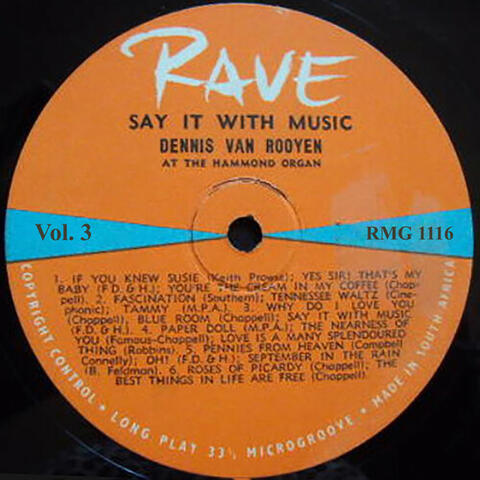 RAVE
SAY IT WITH MUSIC
DENNIS VAN ROOYEN
AT THE HAMMOND ORGAN
Vol. 3
RMG 1116
1. IF YOU KNEW SUSIE (Keith Prowse); YES SIR! THAT'S MY
BABY (F.D. & H.); YOU'RE THE CREAM IN MY COFFEE (Chap-
pell). 2. FASCINATION (Southern); TENNESSEE WALTZ (Cine-
phonic); TAMMY (M.P.A.). 3. WHY DO I LOVE YOU
(Chappell), BLUE ROOM (Chappell); SAY IT WITH MUSIC
(F.D. & H.). 4. PAPER DOLL (M.P.A.); THE NEARNESS OF
YOU (Famous-Chappell); LOVE IS A MANY SPLENDOURED
THING (Robbins). 5. PENNIES FROM HEAVEN (Campbell
Connelly); OH! (F.D. & H.); SEPTEMBER IN THE RAIN
(B. Feldman). 6. ROSES OF PICARDY (Chappell); THE
BEST THINGS IN LIFE ARE FREE (Chappell).
COPYRIGHT CONTROL • LONG PLAY 33⅓ MICROGROOVE • MADE IN SOUTH AFRICA